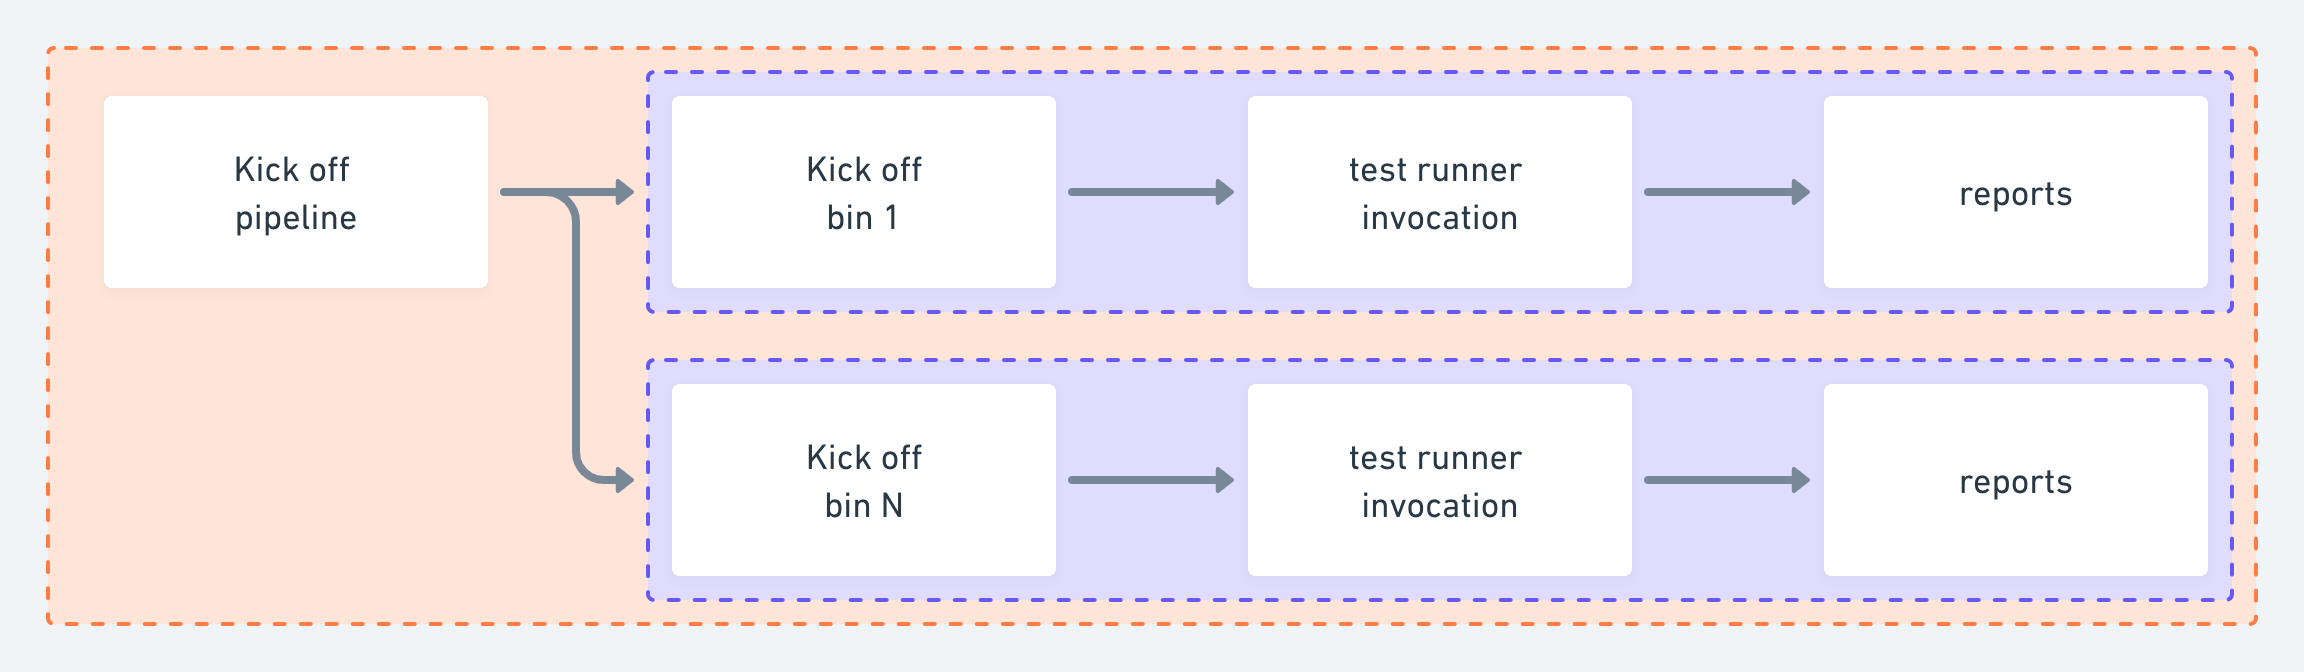 Kick off
pipeline
Kick off
bin 1
test runner
invocation
reports
Kick off
bin N
test runner
invocation
reports